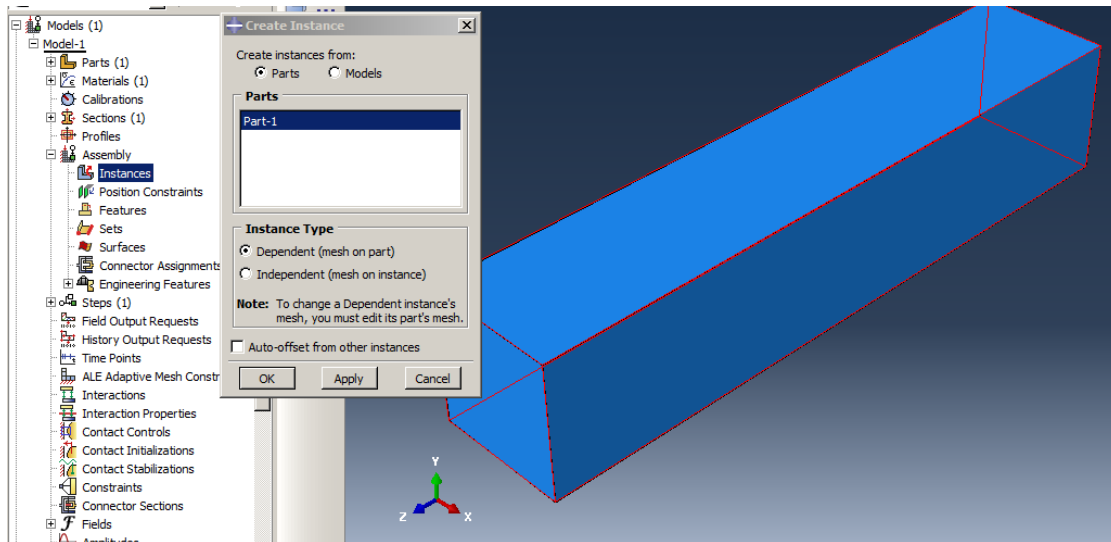 Models (1)
Model-1
Parts (1)
Materials (1)
Calibrations
Sections (1)
Profiles
Assembly
Instances
Position Constraints
Features
Sets
Surfaces
Connector Assignments
Engineering Features
Steps (1)
Field Output Requests
History Output Requests
Time Points
ALE Adaptive Mesh Constr
Interactions
Interaction Properties
Contact Controls
Contact Initializations
Contact Stabilizations
Constraints
Connector Sections
Fields
Amplitudes
Create Instance
Create instances from:
Parts Models
Parts
Part-1
Instance Type
Dependent (mesh on part)
Independent (mesh on instance)
Note: To change a Dependent instance's
mesh, you must edit its part's mesh.
Auto-offset from other instances
OK Apply Cancel
Y
Z X